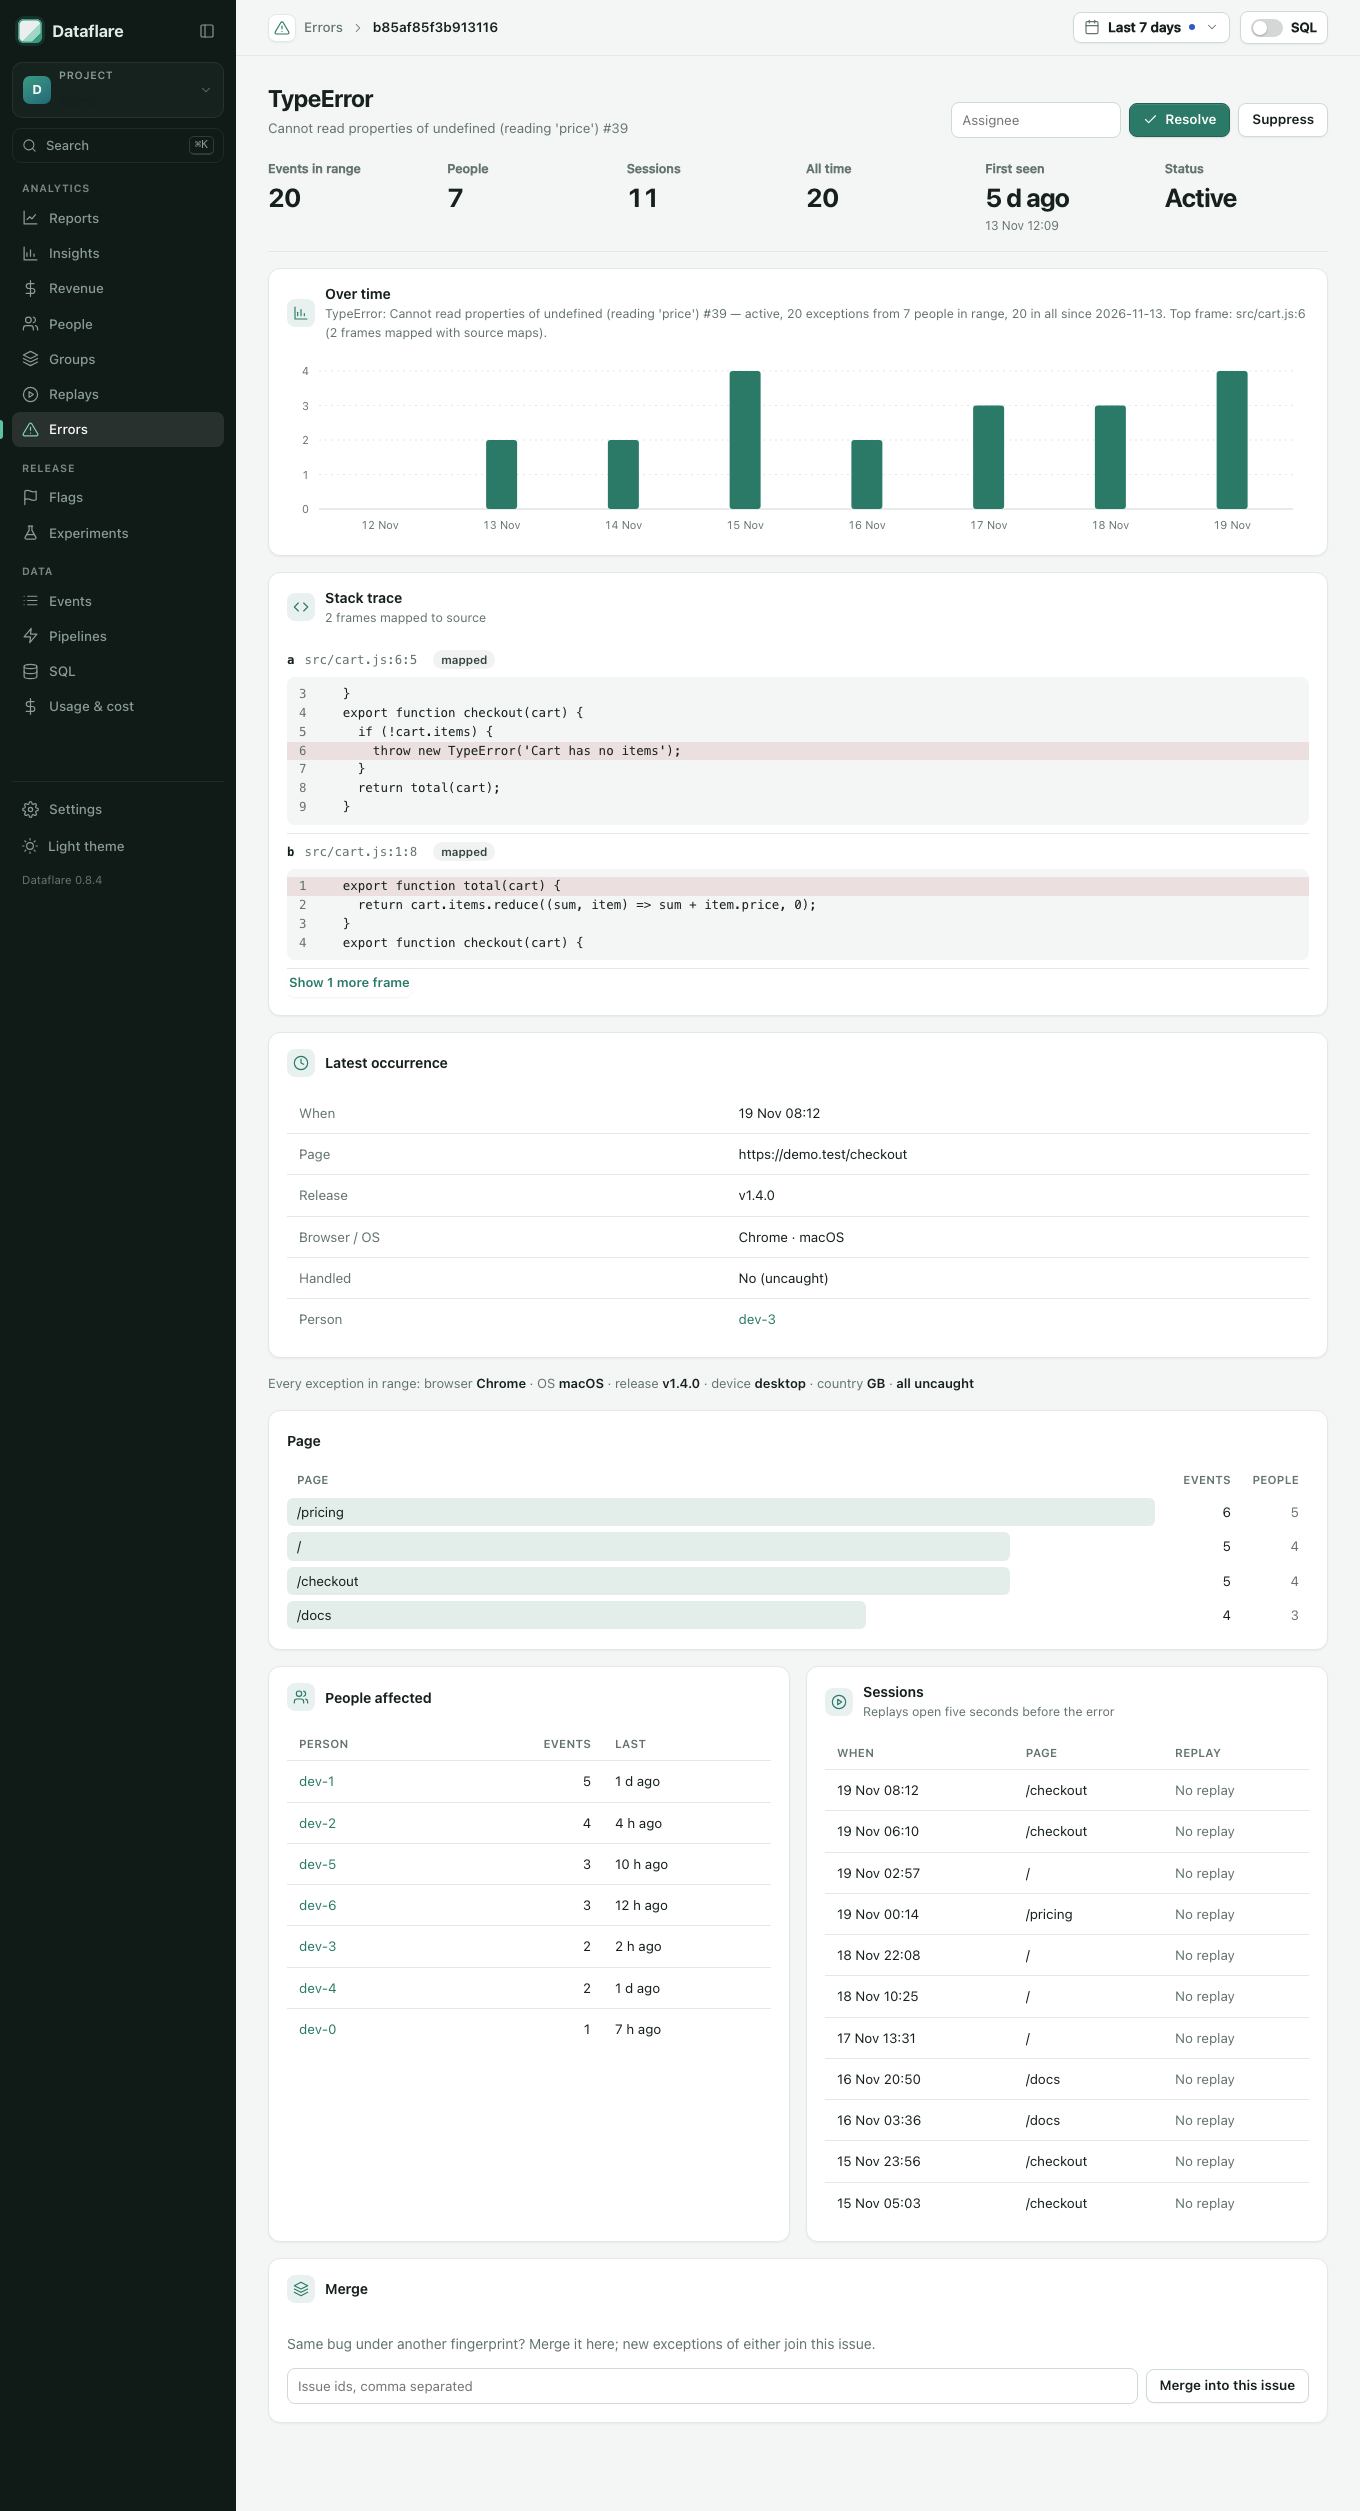 Dataflare
PROJECT
D
Search
⌘K
ANALYTICS
Reports
Insights
Revenue
People
Groups
Replays
Errors
RELEASE
Flags
Experiments
DATA
Events
Pipelines
SQL
Usage & cost
Settings
Light theme
Dataflare 0.8.4
Errors > b85af85f3b913116
Last 7 days
SQL
TypeError
Cannot read properties of undefined (reading 'price') #39
Assignee
Resolve
Suppress
Events in range
20
People
7
Sessions
11
All time
20
First seen
5 d ago
13 Nov 12:09
Status
Active
Over time
TypeError: Cannot read properties of undefined (reading 'price') #39 — active, 20 exceptions from 7 people in range, 20 in all since 2026-11-13. Top frame: src/cart.js:6
(2 frames mapped with source maps).
4
3
2
1
0
12 Nov 13 Nov 14 Nov 15 Nov 16 Nov 17 Nov 18 Nov 19 Nov
Stack trace
2 frames mapped to source
a src/cart.js:6:5 mapped
3 }
4 export function checkout(cart) {
5 if (!cart.items) {
6 throw new TypeError('Cart has no items');
7 }
8 return total(cart);
9 }
b src/cart.js:1:8 mapped
1 export function total(cart) {
2 return cart.items.reduce((sum, item) => sum + item.price, 0);
3 }
4 export function checkout(cart) {
Show 1 more frame
Latest occurrence
When 19 Nov 08:12
Page https://demo.test/checkout
Release v1.4.0
Browser / OS Chrome · macOS
Handled No (uncaught)
Person dev-3
Every exception in range: browser Chrome · OS macOS · release v1.4.0 · device desktop · country GB · all uncaught
Page
PAGE EVENTS PEOPLE
/pricing 6 5
/ 5 4
/checkout 5 4
/docs 4 3
People affected
PERSON EVENTS LAST
dev-1 5 1 d ago
dev-2 4 4 h ago
dev-5 3 10 h ago
dev-6 3 12 h ago
dev-3 2 2 h ago
dev-4 2 1 d ago
dev-0 1 7 h ago
Sessions
Replays open five seconds before the error
WHEN PAGE REPLAY
19 Nov 08:12 /checkout No replay
19 Nov 06:10 /checkout No replay
19 Nov 02:57 / No replay
19 Nov 00:14 /pricing No replay
18 Nov 22:08 / No replay
18 Nov 10:25 / No replay
17 Nov 13:31 / No replay
16 Nov 20:50 /docs No replay
16 Nov 03:36 /docs No replay
15 Nov 23:56 /checkout No replay
15 Nov 05:03 /checkout No replay
Merge
Same bug under another fingerprint? Merge it here; new exceptions of either join this issue.
Issue ids, comma separated
Merge into this issue